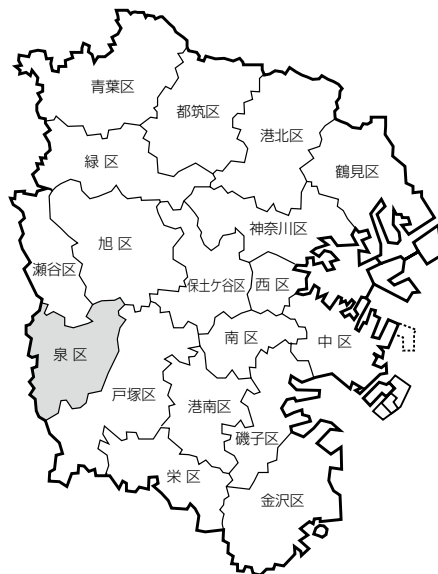 青葉区
都筑区
港北区
緑 区
鶴見区
神奈川区
旭 区
瀬谷区
保土ケ谷区
西 区
南 区
中 区
泉 区
戸塚区
港南区
磯子区
栄 区
金沢区